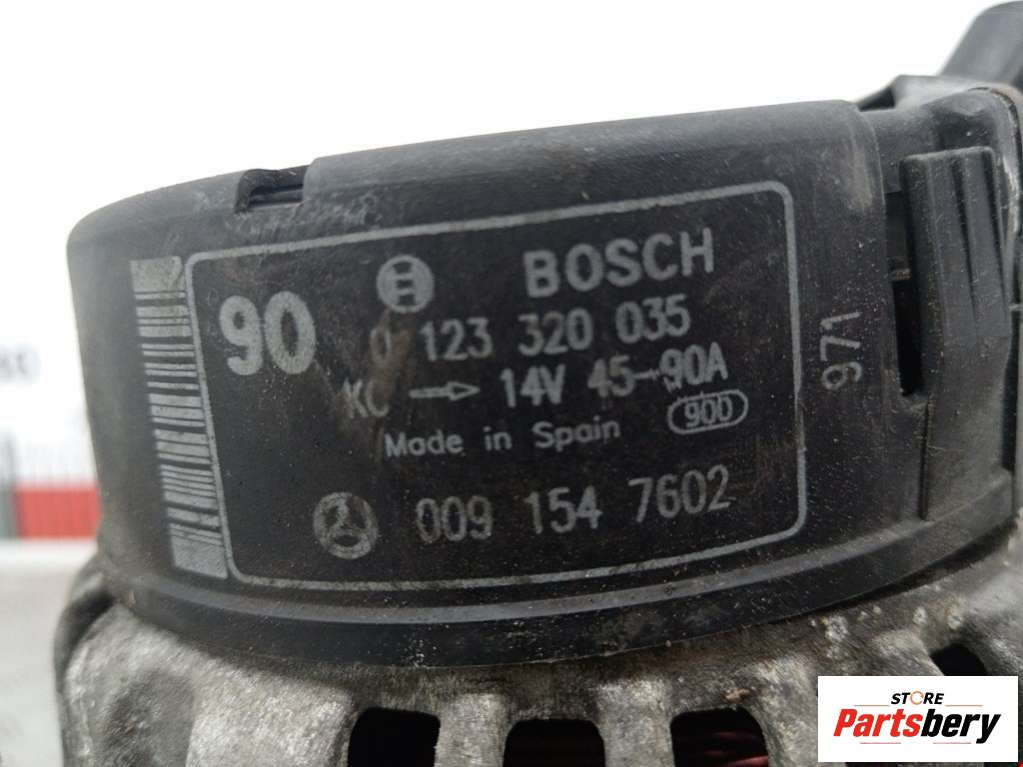 90
BOSCH
0 123 320 035
KC → 14V 45-90A
Made in Spain 900
009 154 7602
971
STORE
Partsbery